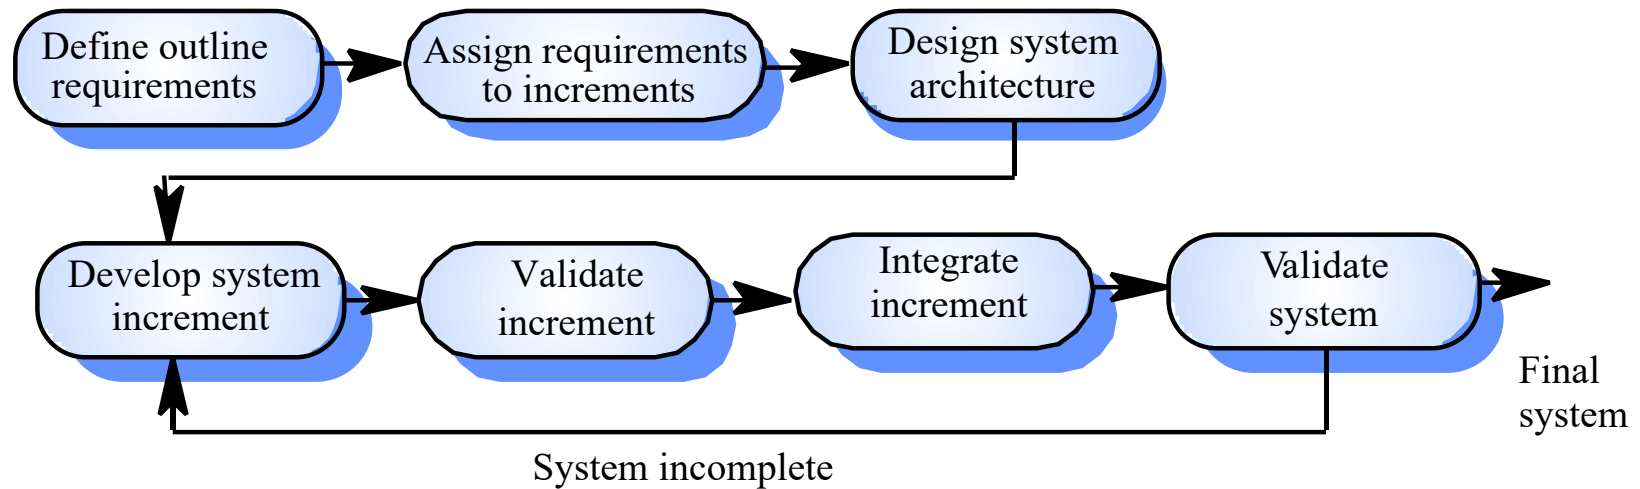 Define outline
requirements
Assign requirements
to increments
Design system
architecture
Develop system
increment
Validate
increment
Integrate
increment
Validate
system
Final
system
System incomplete